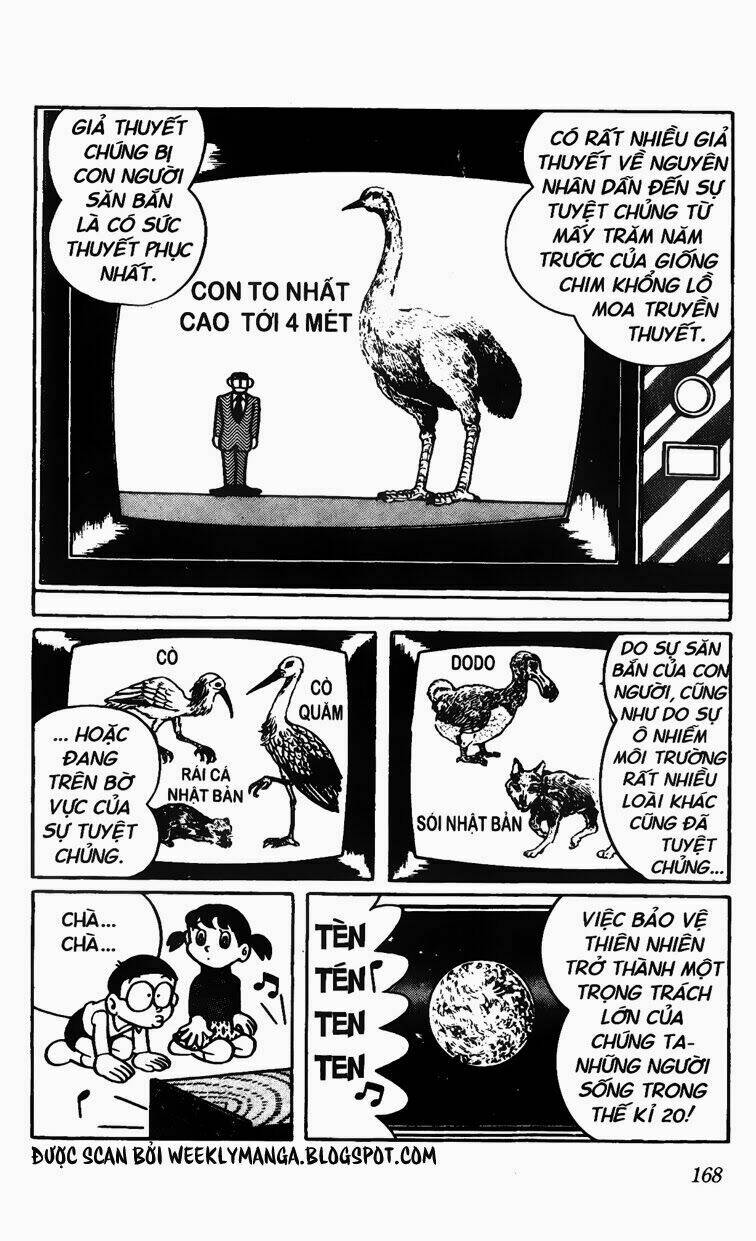 CÓ RẤT NHIỀU GIẢ
THUYẾT VỀ NGUYÊN
NHÂN DẪN ĐẾN SỰ
TUYỆT CHỦNG TỪ
MẤY TRĂM NĂM
TRƯỚC CỦA GIỐNG
CHIM KHỔNG LỒ
MOA TRUYỀN
THUYẾT.
GIẢ THUYẾT
CHÚNG BỊ
CON NGƯỜI
SĂN BẮN
LÀ CÓ SỨC
THUYẾT PHỤC
NHẤT.
CON TO NHẤT
CAO TỚI 4 MÉT
DO SỰ SĂN
BẮN CỦA CON
NGƯỜI, CŨNG
NHƯ DO SỰ
Ô NHIỄM
MÔI TRƯỜNG
RẤT NHIỀU
LOÀI KHÁC
CŨNG ĐÃ
TUYỆT
CHỦNG...
DODO
SÓI NHẬT BẢN
CÒ
CÒ
QUĂM
RÁI CÁ
NHẬT BẢN
... HOẶC
ĐANG
TRÊN BỜ
VỰC CỦA
SỰ TUYỆT
CHỦNG.
VIỆC BẢO VỆ
THIÊN NHIÊN
TRỞ THÀNH MỘT
TRỌNG TRÁCH
LỚN CỦA
CHÚNG TA-
NHỮNG NGƯỜI
SỐNG TRONG
THẾ KỈ 20!
TÈN
TÉN
TEN
TEN
CHÀ...
CHÀ...
ĐƯỢC SCAN BỞI WEEKLYMANGA.BLOGSPOT.COM
168